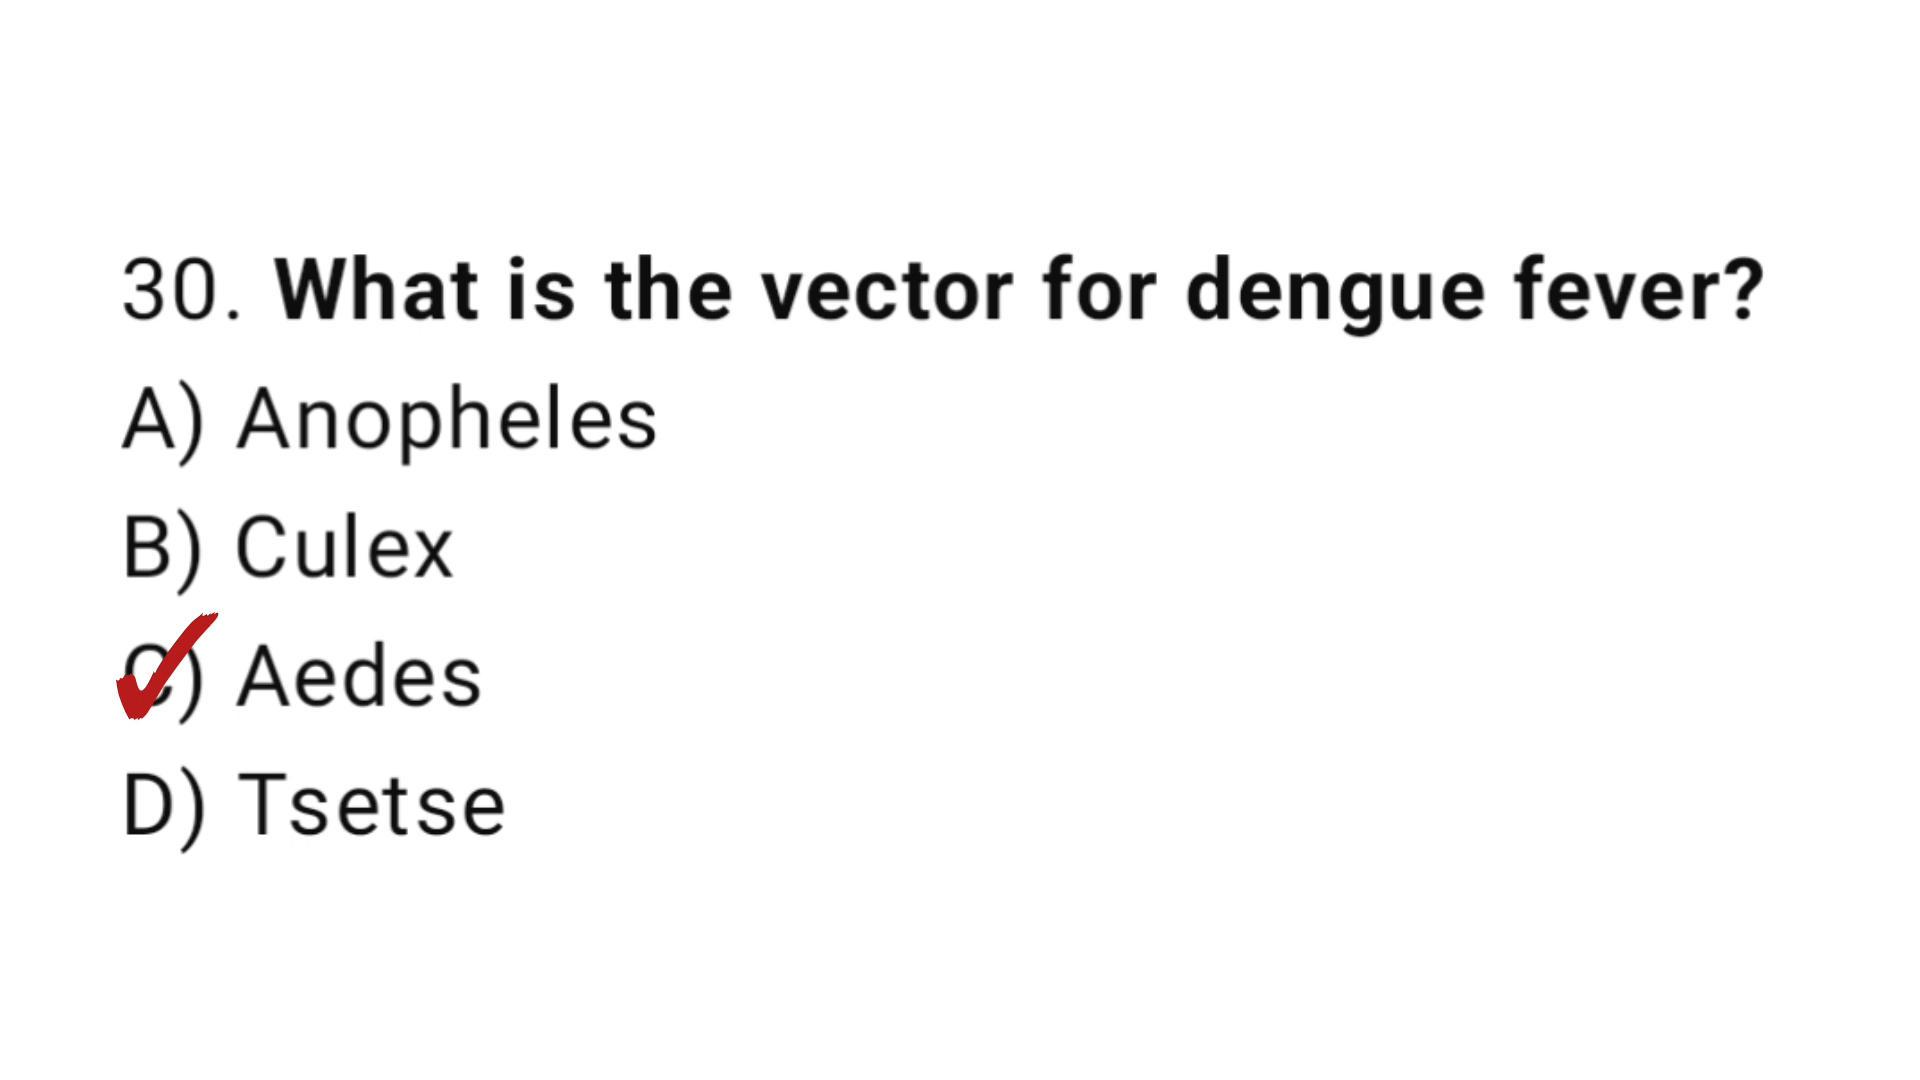 30. What is the vector for dengue fever?
A) Anopheles
B) Culex
C) Aedes
D) Tsetse